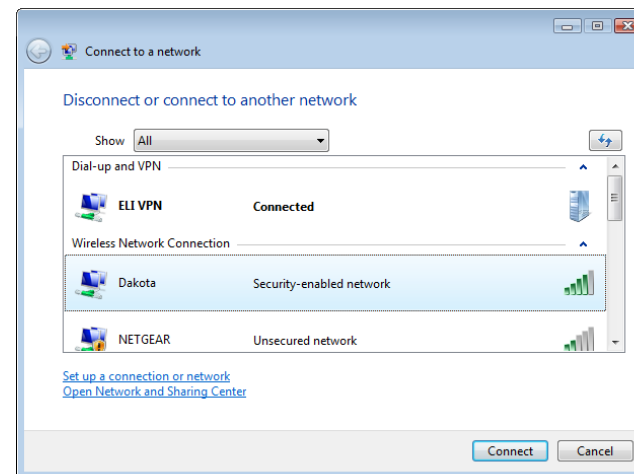 Connect to a network
Disconnect or connect to another network
Show All
Dial-up and VPN
ELI VPN Connected
Wireless Network Connection
Dakota Security-enabled network
NETGEAR Unsecured network
Set up a connection or network
Open Network and Sharing Center
Connect Cancel